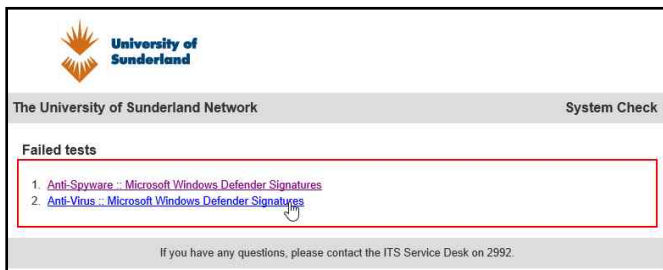 University of
Sunderland
The University of Sunderland Network System Check
Failed tests
1. Anti-Spyware :: Microsoft Windows Defender Signatures
2. Anti-Virus :: Microsoft Windows Defender Signatures
If you have any questions, please contact the ITS Service Desk on 2992.